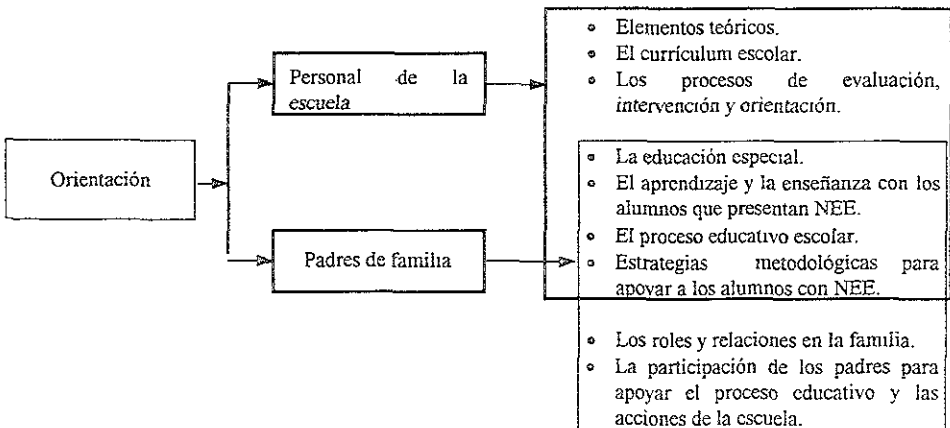 Orientación
Personal de la
escuela
Padres de familia
• Elementos teóricos.
• El currículum escolar.
• Los procesos de evaluación,
intervención y orientación.
• La educación especial.
• El aprendizaje y la enseñanza con los
alumnos que presentan NEE.
• El proceso educativo escolar.
• Estrategias metodológicas para
apoyar a los alumnos con NEE.
• Los roles y relaciones en la familia.
• La participación de los padres para
apoyar el proceso educativo y las
acciones de la escuela.